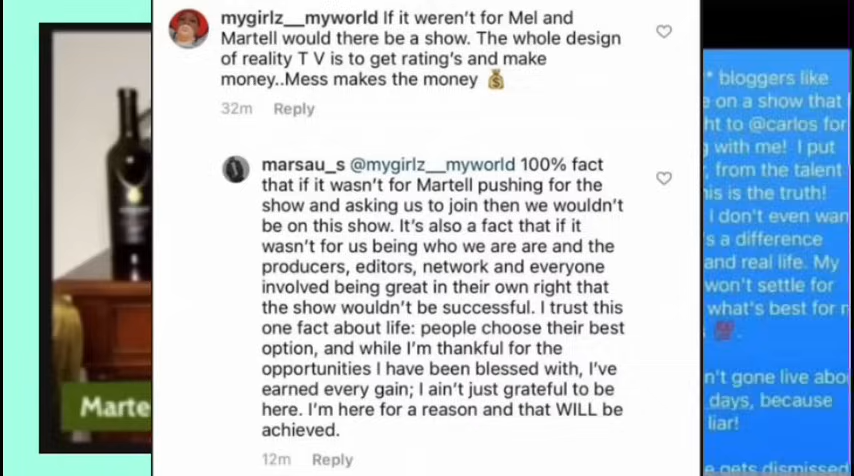 mygirlz__myworld If it weren't for Mel and
Martell would there be a show. The whole design
of reality T V is to get rating's and make
money..Mess makes the money 💰
32m Reply
marsau_s @mygirlz__myworld 100% fact
that if it wasn't for Martell pushing for the
show and asking us to join then we wouldn't
be on this show. It's also a fact that if it
wasn't for us being who we are are and the
producers, editors, network and everyone
involved being great in their own right that
the show wouldn't be successful. I trust this
one fact about life: people choose their best
option, and while I'm thankful for the
opportunities I have been blessed with, I've
earned every gain; I ain't just grateful to be
here. I'm here for a reason and that WILL be
achieved.
12m Reply
Marte
* bloggers like
on a show that
ht to @carlos for
with me! I put
, from the talent
his is the truth!
I don't even wan
's a difference
and real life. My
won't settle for
what's best for
💯.
n't gone live abo
days, because
liar!
gets dismissed